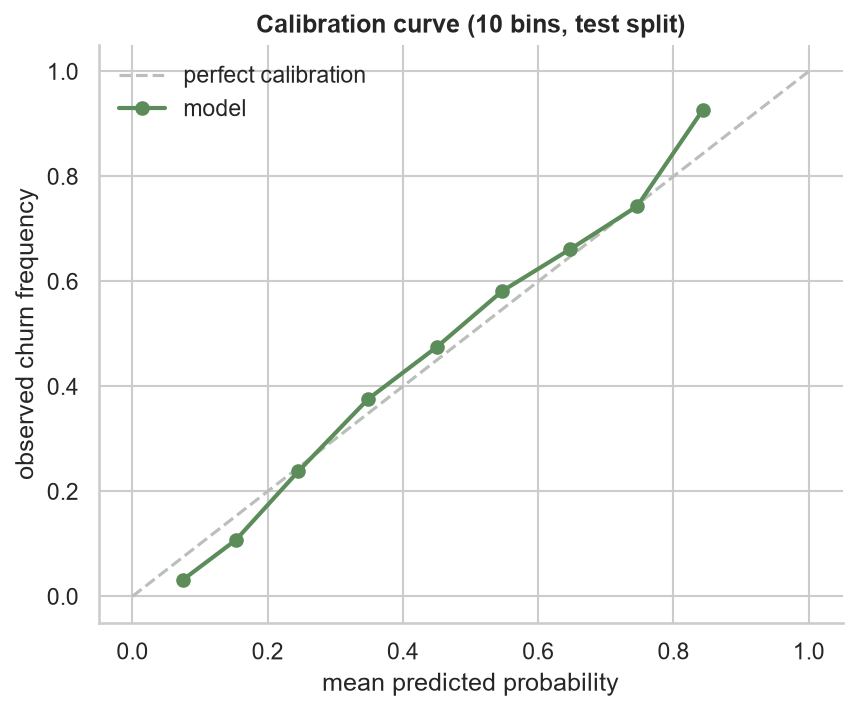 Calibration curve (10 bins, test split)
perfect calibration
model
1.0
0.8
0.6
0.4
0.2
0.0
observed churn frequency
0.0 0.2 0.4 0.6 0.8 1.0
mean predicted probability